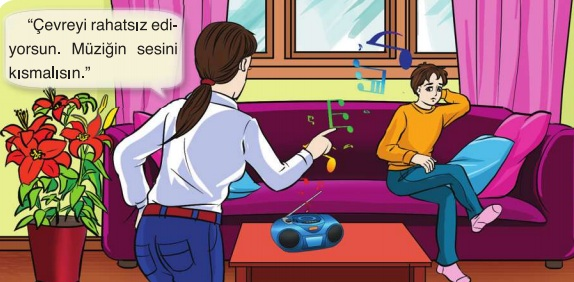 “Çevreyi rahatsız edi-
yorsun. Müziğin sesini
kısmalısın.”